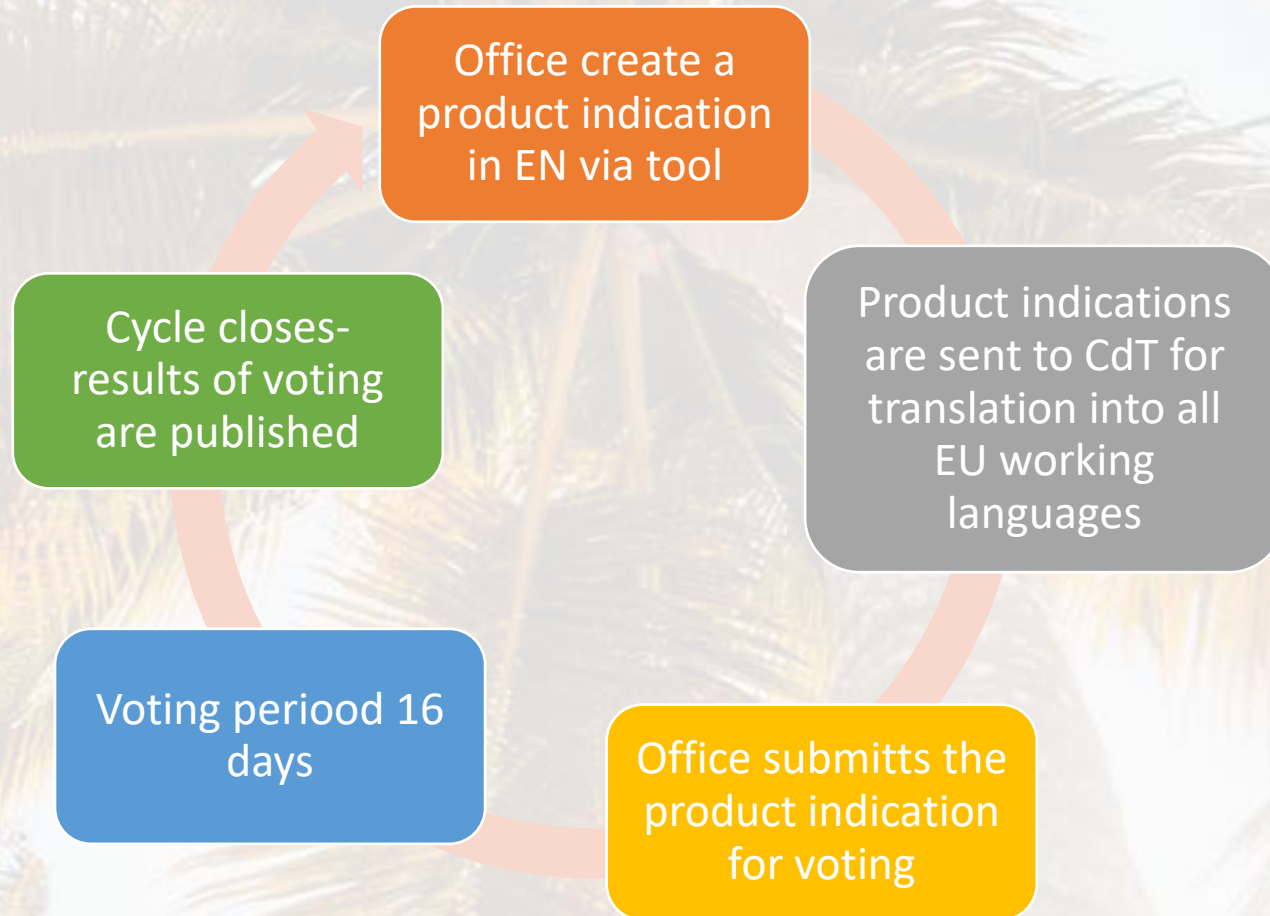 Office create a
product indication
in EN via tool
Product indications
are sent to CdT for
translation into all
EU working
languages
Office submitts the
product indication
for voting
Voting periood 16
days
Cycle closes-
results of voting
are published